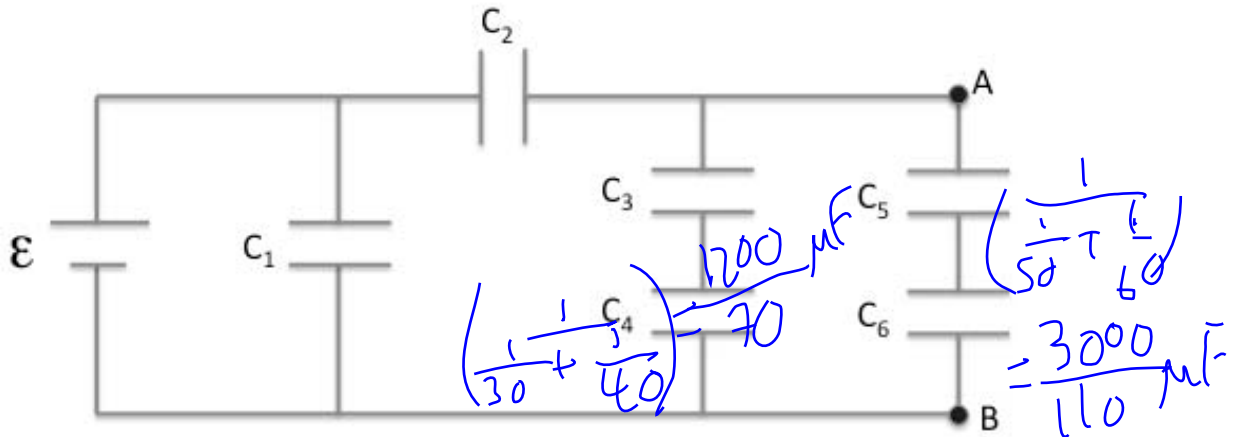 C₂
A
C₃
C₅
ε
C₁
C₄
C₆
B
(1/(1/30 + 1/40)) = 1200/70 μF
(1/(1/50 + 1/60))
= 3000/110 μF